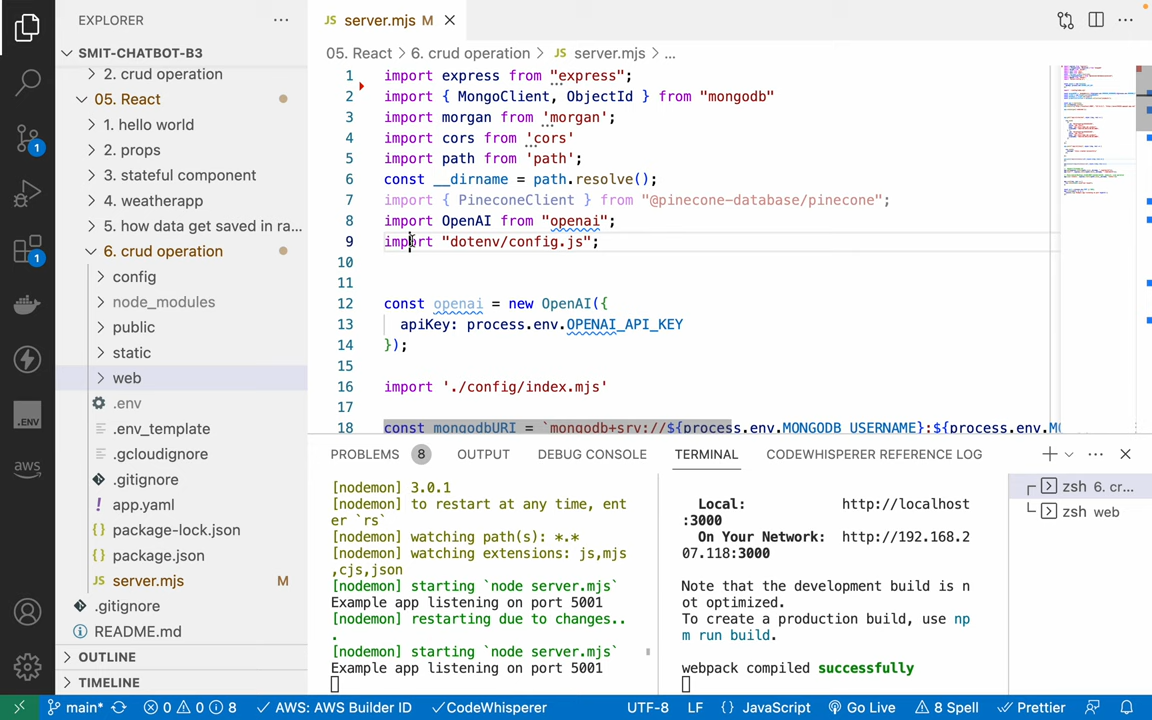 EXPLORER
SMIT-CHATBOT-B3
2. crud operation
05. React
1. hello world
2. props
3. stateful component
4. weatherapp
5. how data get saved in ra...
6. crud operation
config
node_modules
public
static
web
.env
.env_template
.gcloudignore
.gitignore
app.yaml
package-lock.json
package.json
JS server.mjs M
.gitignore
README.md
OUTLINE
TIMELINE
1
1
.ENV
aws
JS server.mjs M
05. React > 6. crud operation > JS server.mjs > ...
1 import express from "express";
2 import { MongoClient, ObjectId } from "mongodb"
3 import morgan from 'morgan';
4 import cors from 'cors'
5 import path from 'path';
6 const __dirname = path.resolve();
7 import { PineconeClient } from "@pinecone-database/pinecone";
8 import OpenAI from "openai";
9 import "dotenv/config.js";
10
11
12 const openai = new OpenAI({
13 apiKey: process.env.OPENAI_API_KEY
14 });
15
16 import './config/index.mjs'
17
18 const mongodbURI = `mongodb+srv://${process.env.MONGODB_USERNAME}:${process.env.MO
PROBLEMS 8 OUTPUT DEBUG CONSOLE TERMINAL CODEWHISPERER REFERENCE LOG
[nodemon] 3.0.1
[nodemon] to restart at any time, ent
er `rs`
[nodemon] watching path(s): *.*
[nodemon] watching extensions: js,mjs
,cjs,json
[nodemon] starting `node server.mjs`
Example app listening on port 5001
[nodemon] restarting due to changes..
.
[nodemon] starting `node server.mjs`
Example app listening on port 5001
Local: http://localhost
:3000
On Your Network: http://192.168.2
07.118:3000
Note that the development build is n
ot optimized.
To create a production build, use np
m run build.
webpack compiled successfully
zsh 6. cr...
zsh web
main* 0 0 8 AWS: AWS Builder ID CodeWhisperer UTF-8 LF {} JavaScript Go Live 8 Spell Prettier